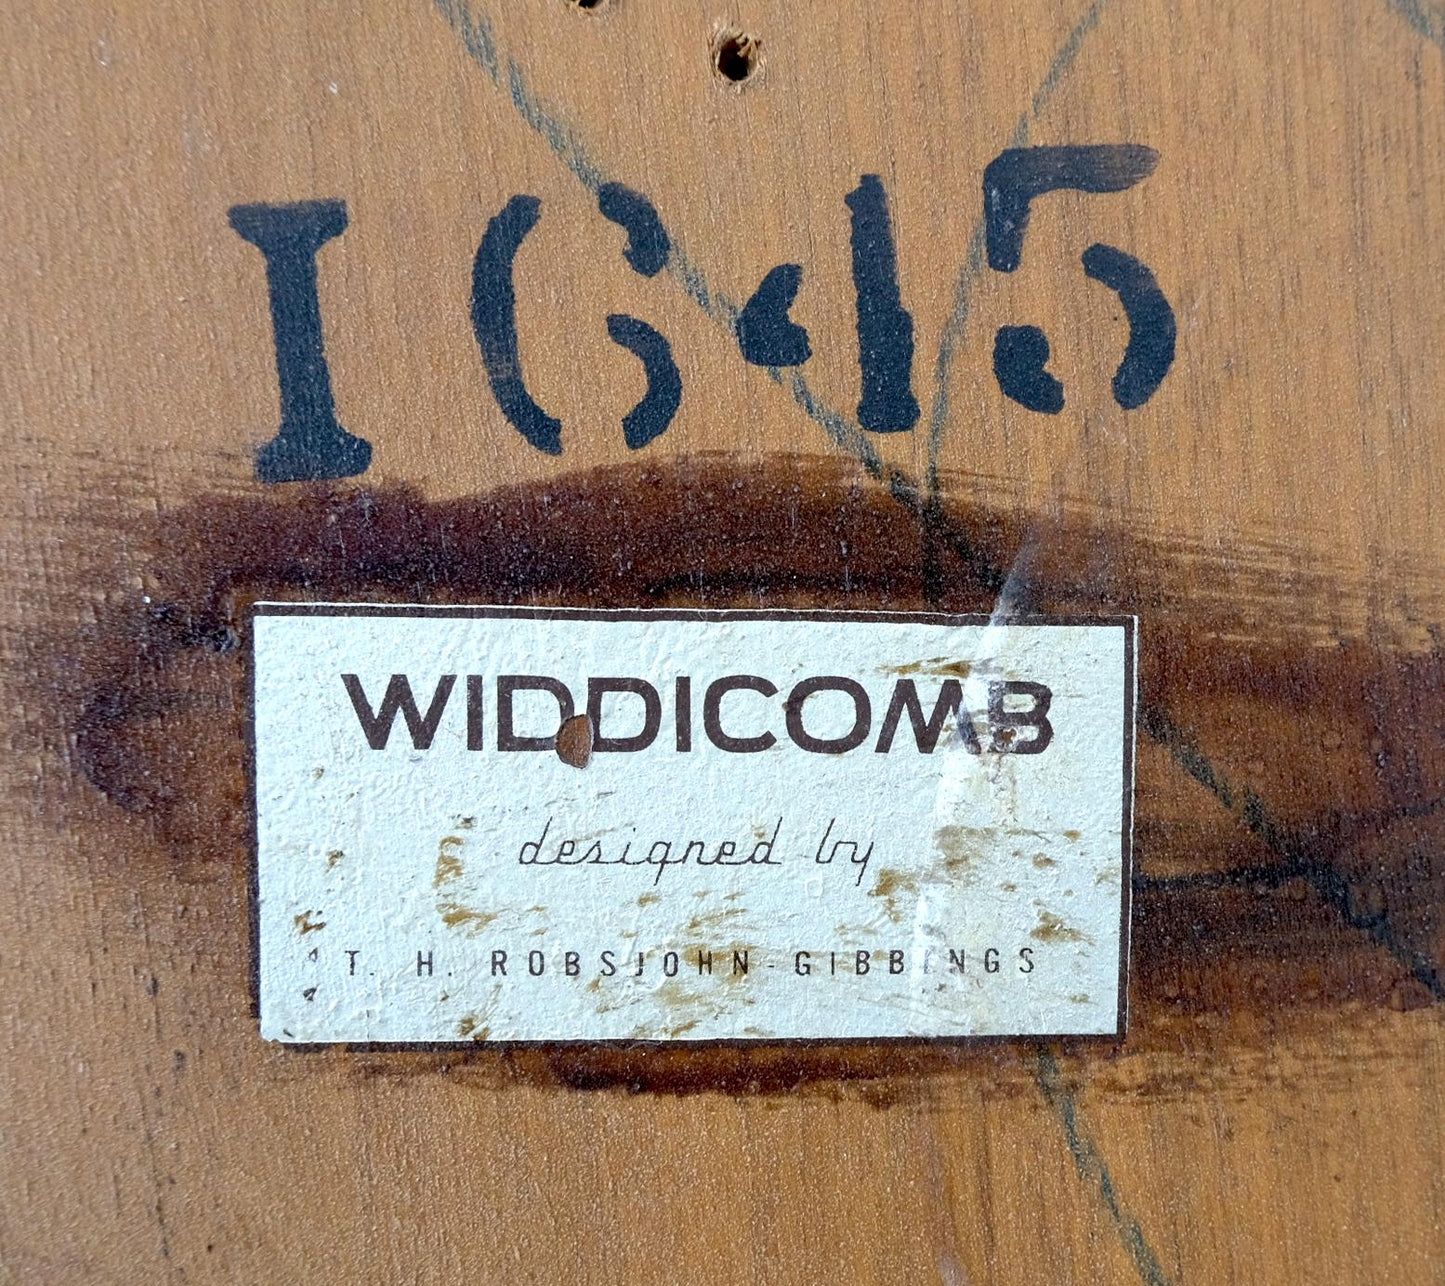 1645
WIDDICOMB
designed by
T. H. ROBSJOHN-GIBBINGS